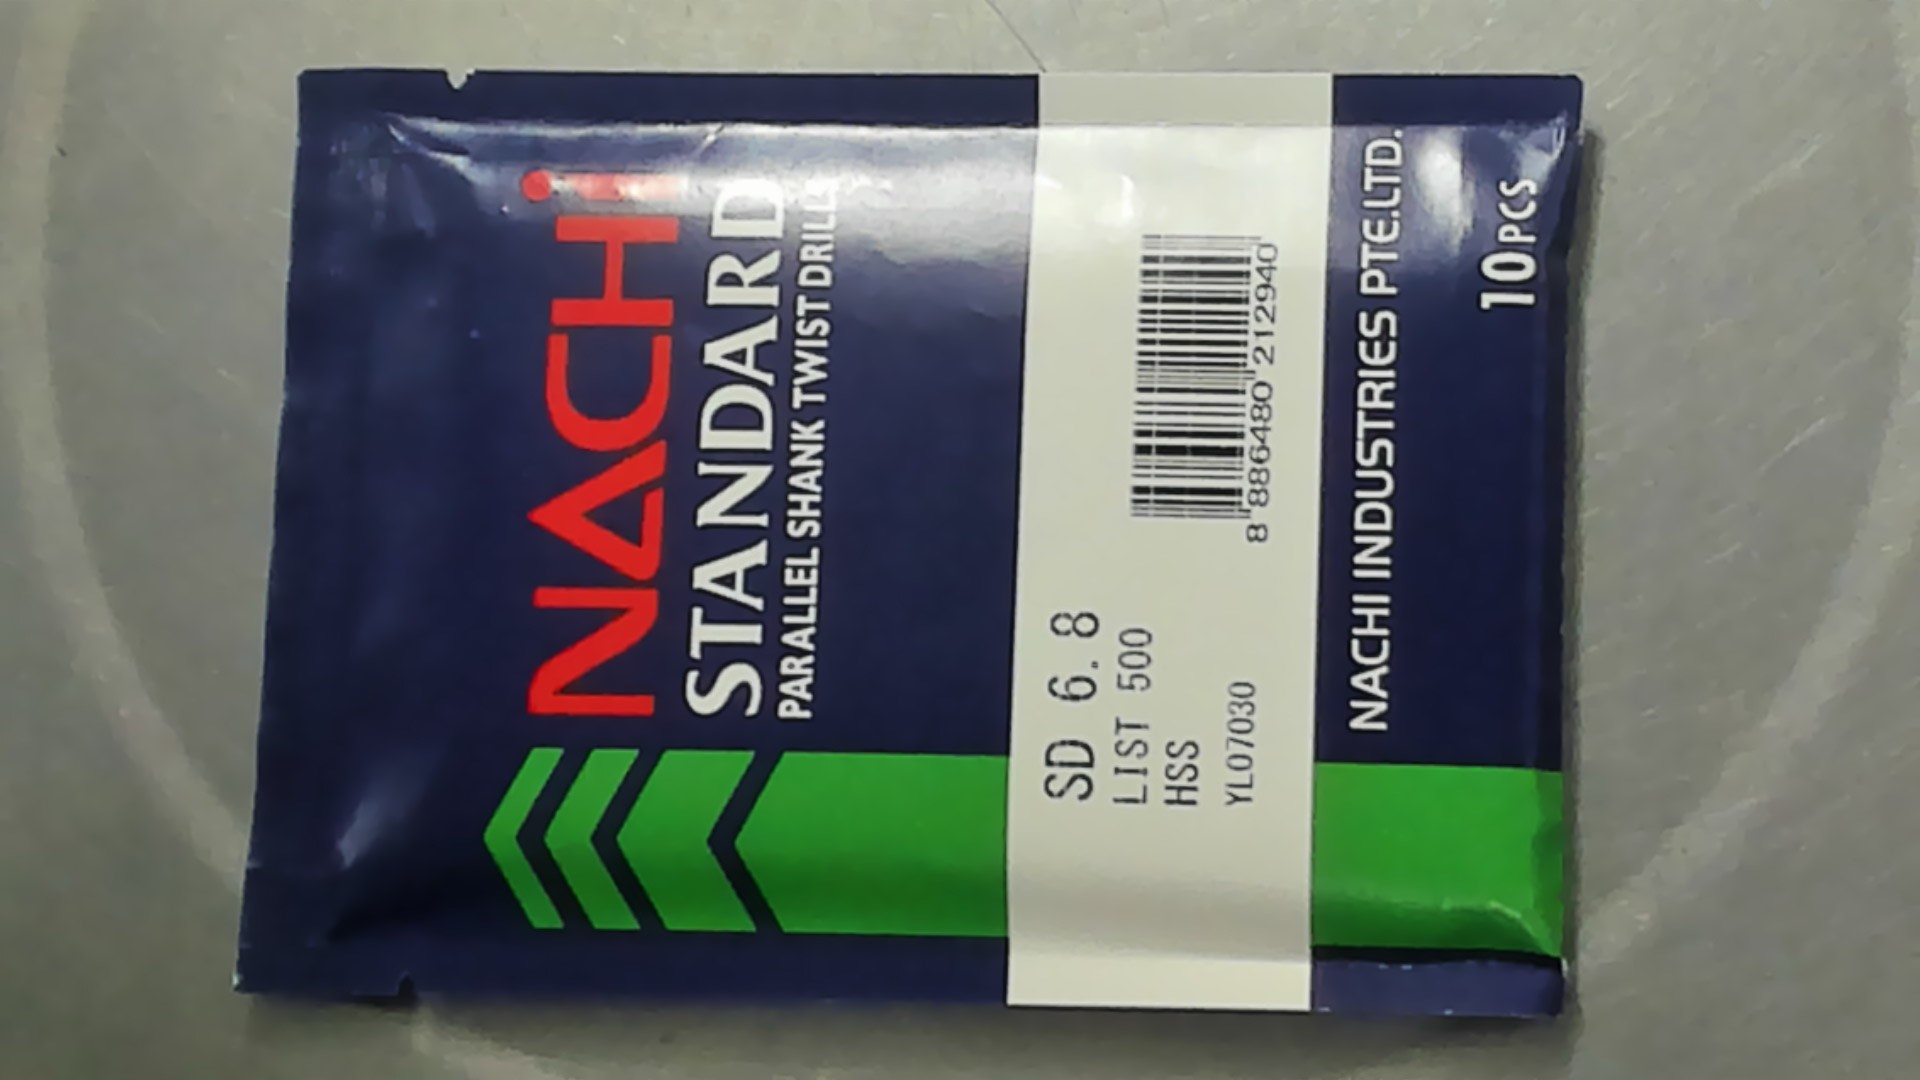 NACHi
STANDARD
PARALLEL SHANK TWIST DRILLS
SD 6.8
LIST 500
HSS
YL07030
8 886480 212940
NACHI INDUSTRIES PTE.LTD.
10PCS